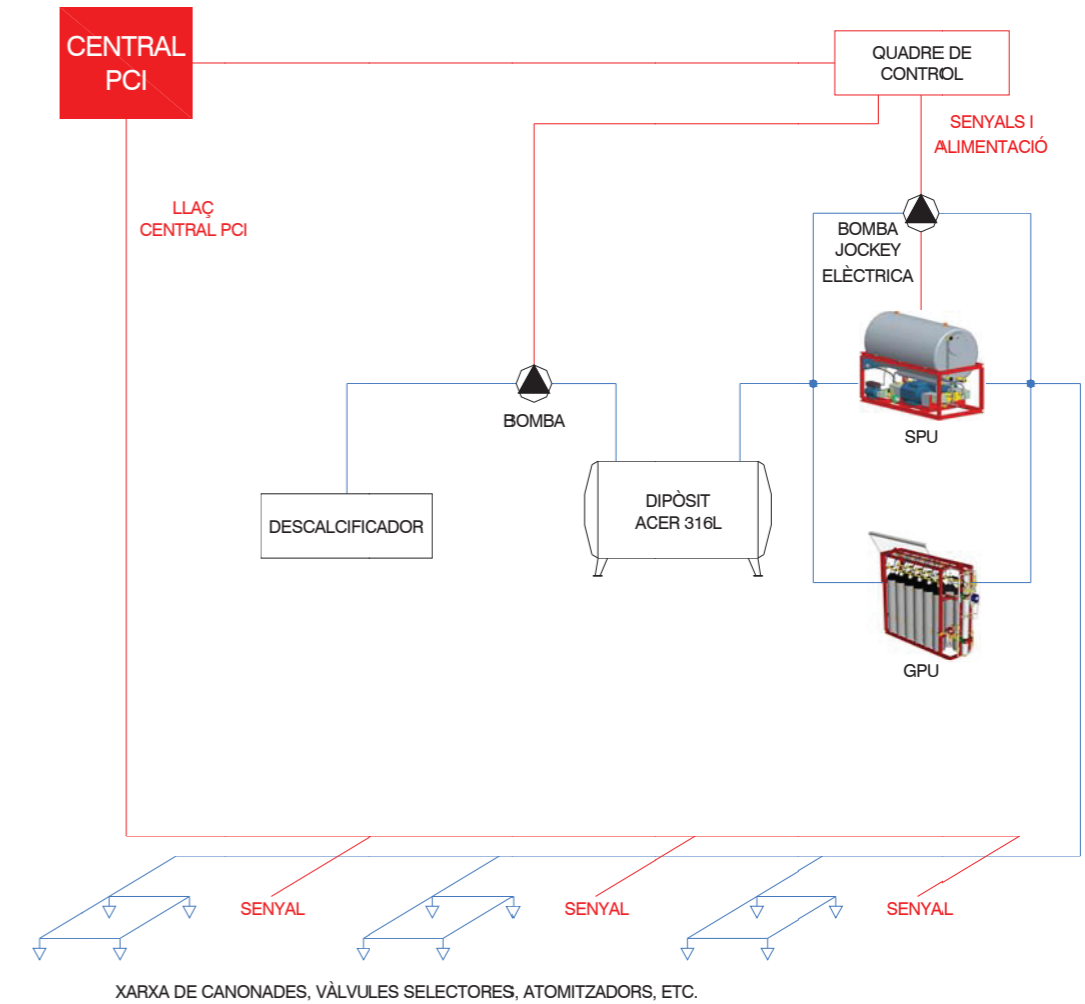 CENTRAL
PCI
QUADRE DE
CONTROL
SENYALS I
ALIMENTACIÓ
LLAÇ
CENTRAL PCI
BOMBA
JOCKEY
ELÈCTRICA
BOMBA
SPU
DESCALCIFICADOR
DIPÒSIT
ACER 316L
GPU
SENYAL
SENYAL
SENYAL
XARXA DE CANONADES, VÀLVULES SELECTORES, ATOMITZADORS, ETC.